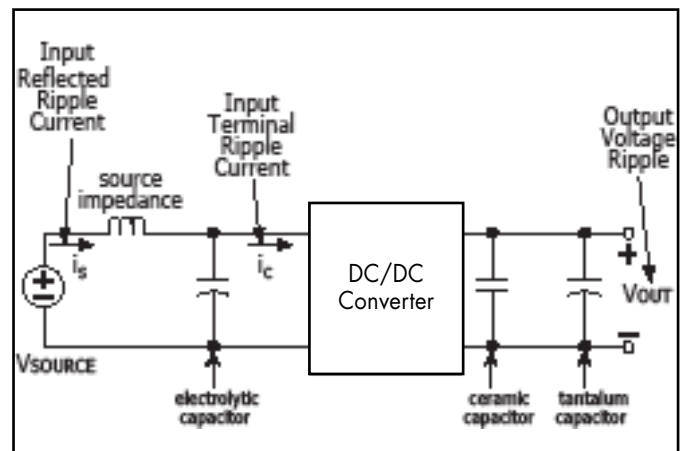 Input
Reflected
Ripple
Current
Input
Terminal
Ripple
Current
Output
Voltage
Ripple
source
impedance
is
ic
DC/DC
Converter
+
−
+
VOUT
−
VSOURCE
electrolytic
capacitor
ceramic
capacitor
tantalum
capacitor